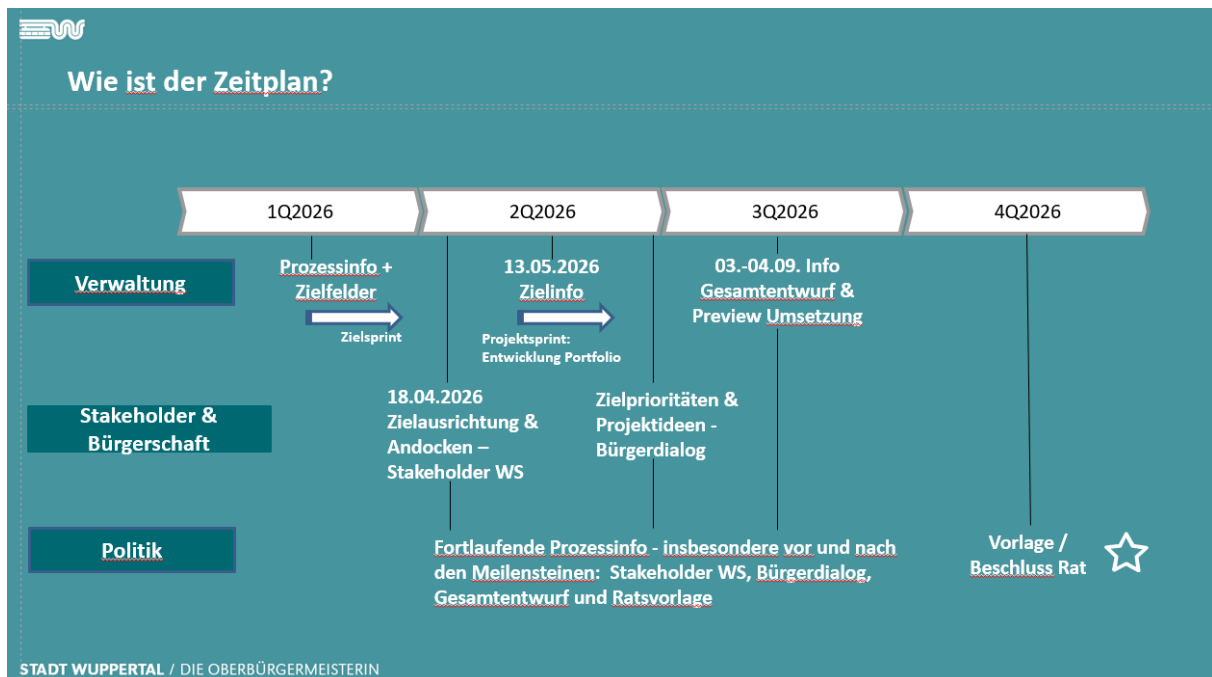 Wie ist der Zeitplan?
1Q2026
2Q2026
3Q2026
4Q2026
Verwaltung
Prozessinfo +
Zielfelder
Zielsprint
13.05.2026
Zielinfo
Projektsprint:
Entwicklung Portfolio
03.-04.09. Info
Gesamtentwurf &
Preview Umsetzung
Stakeholder &
Bürgerschaft
18.04.2026
Zielausrichtung &
Andocken –
Stakeholder WS
Zielprioritäten &
Projektideen -
Bürgerdialog
Politik
Fortlaufende Prozessinfo - insbesondere vor und nach
den Meilensteinen: Stakeholder WS, Bürgerdialog,
Gesamtentwurf und Ratsvorlage
Vorlage /
Beschluss Rat
STADT WUPPERTAL / DIE OBERBÜRGERMEISTERIN